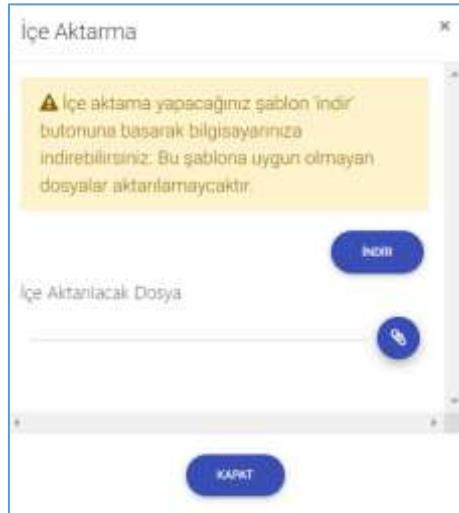 İçe Aktarma
×
İçe aktama yapacağınız şablon 'indir'
butonuna basarak bilgisayarınıza
indirebilirsiniz. Bu şablona uygun olmayan
dosyalar aktarılamaycaktır.
İNDİR
İçe Aktarılacak Dosya
KAPAT